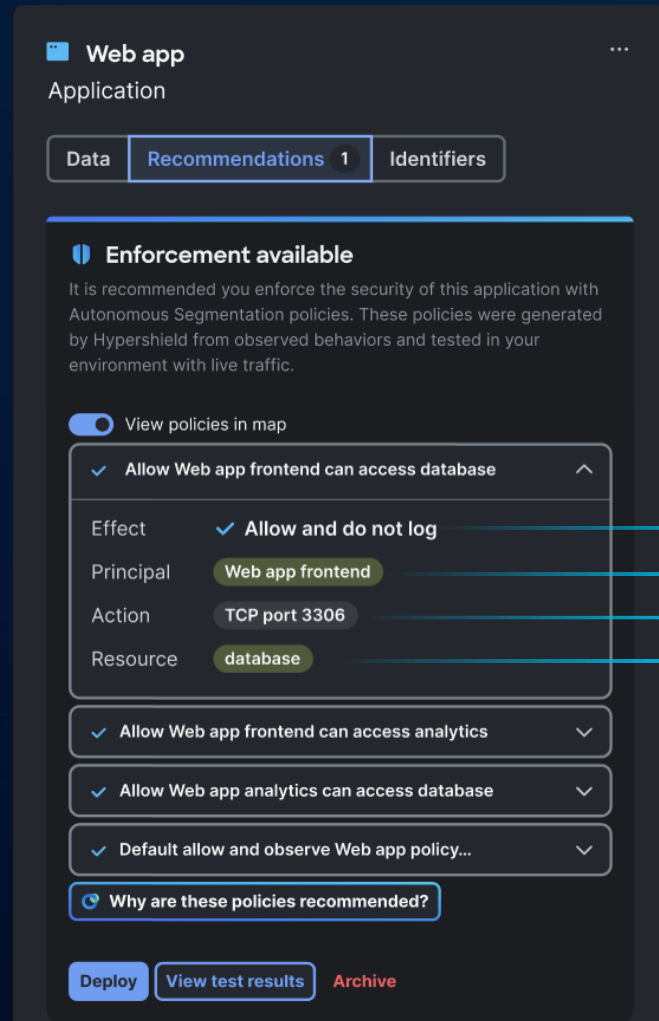 Web app
Application
Data
Recommendations 1
Identifiers
Enforcement available
It is recommended you enforce the security of this application with
Autonomous Segmentation policies. These policies were generated
by Hypershield from observed behaviors and tested in your
environment with live traffic.
View policies in map
Allow Web app frontend can access database
Effect Allow and do not log
Principal Web app frontend
Action TCP port 3306
Resource database
Allow Web app frontend can access analytics
Allow Web app analytics can access database
Default allow and observe Web app policy...
Why are these policies recommended?
Deploy
View test results
Archive